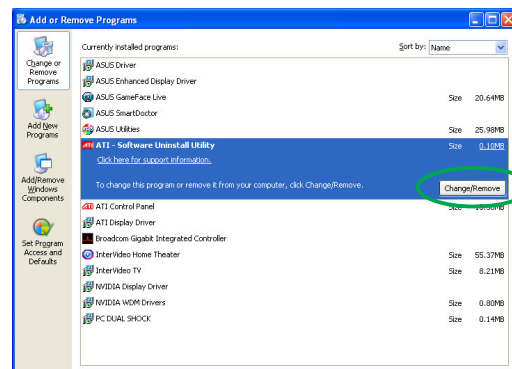 Add or Remove Programs
Change or
Remove
Programs
Add New
Programs
Add/Remove
Windows
Components
Set Program
Access and
Defaults
Currently installed programs:
Sort by: Name
ASUS Driver
ASUS Enhanced Display Driver
ASUS GameFace Live Size 20.64MB
ASUS SmartDoctor
ASUS Utilities Size 25.98MB
ATI ATI - Software Uninstall Utility Size 0.10MB
Click here for support information.
To change this program or remove it from your computer, click Change/Remove. Change/Remove
ATI ATI Control Panel Size
ATI Display Driver
Broadcom Gigabit Integrated Controller
InterVideo Home Theater Size 55.37MB
InterVideo TV Size 8.21MB
NVIDIA Display Driver
NVIDIA WDM Drivers Size 0.80MB
PC DUAL SHOCK Size 0.14MB